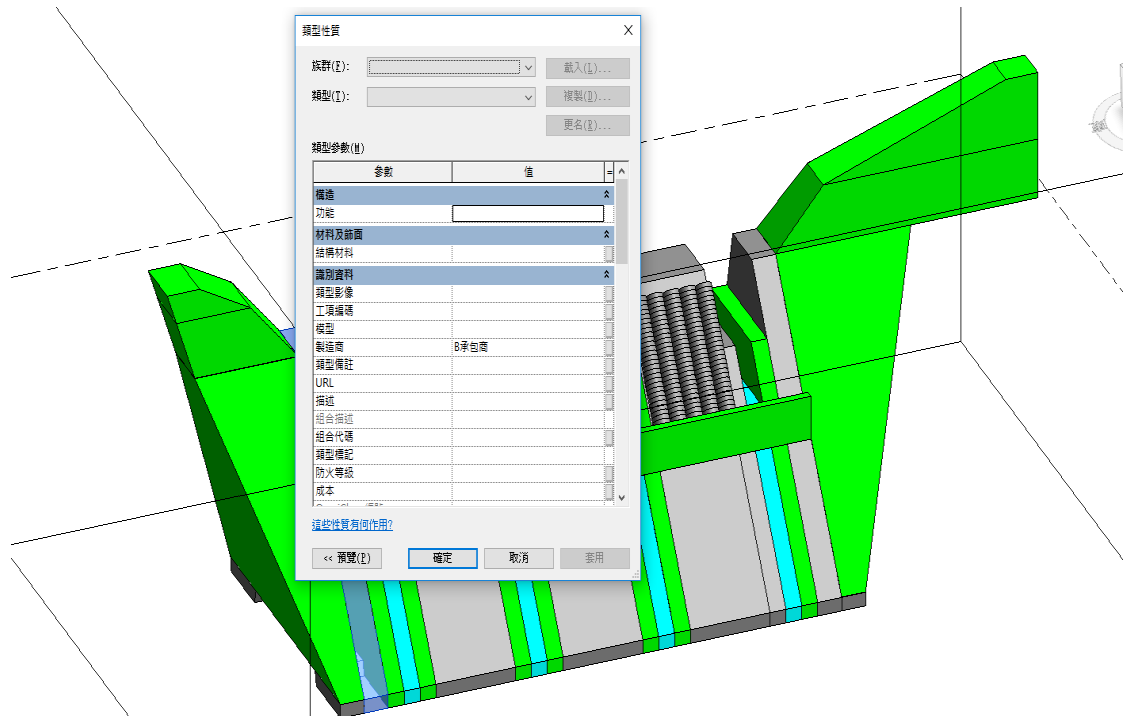 類型性質 X
族群(F): 載入(L)...
類型(T): 複製(D)...
更名(R)...
類型參數(M)
參數 值 =
構造
功能
材料及飾面
結構材料
識別資料
類型影像
工項編碼
模型
製造商 B承包商
類型備註
URL
描述
組合描述
組合代碼
類型標記
防火等級
成本
這些性質有何作用?
<< 預覽(P) 確定 取消 套用